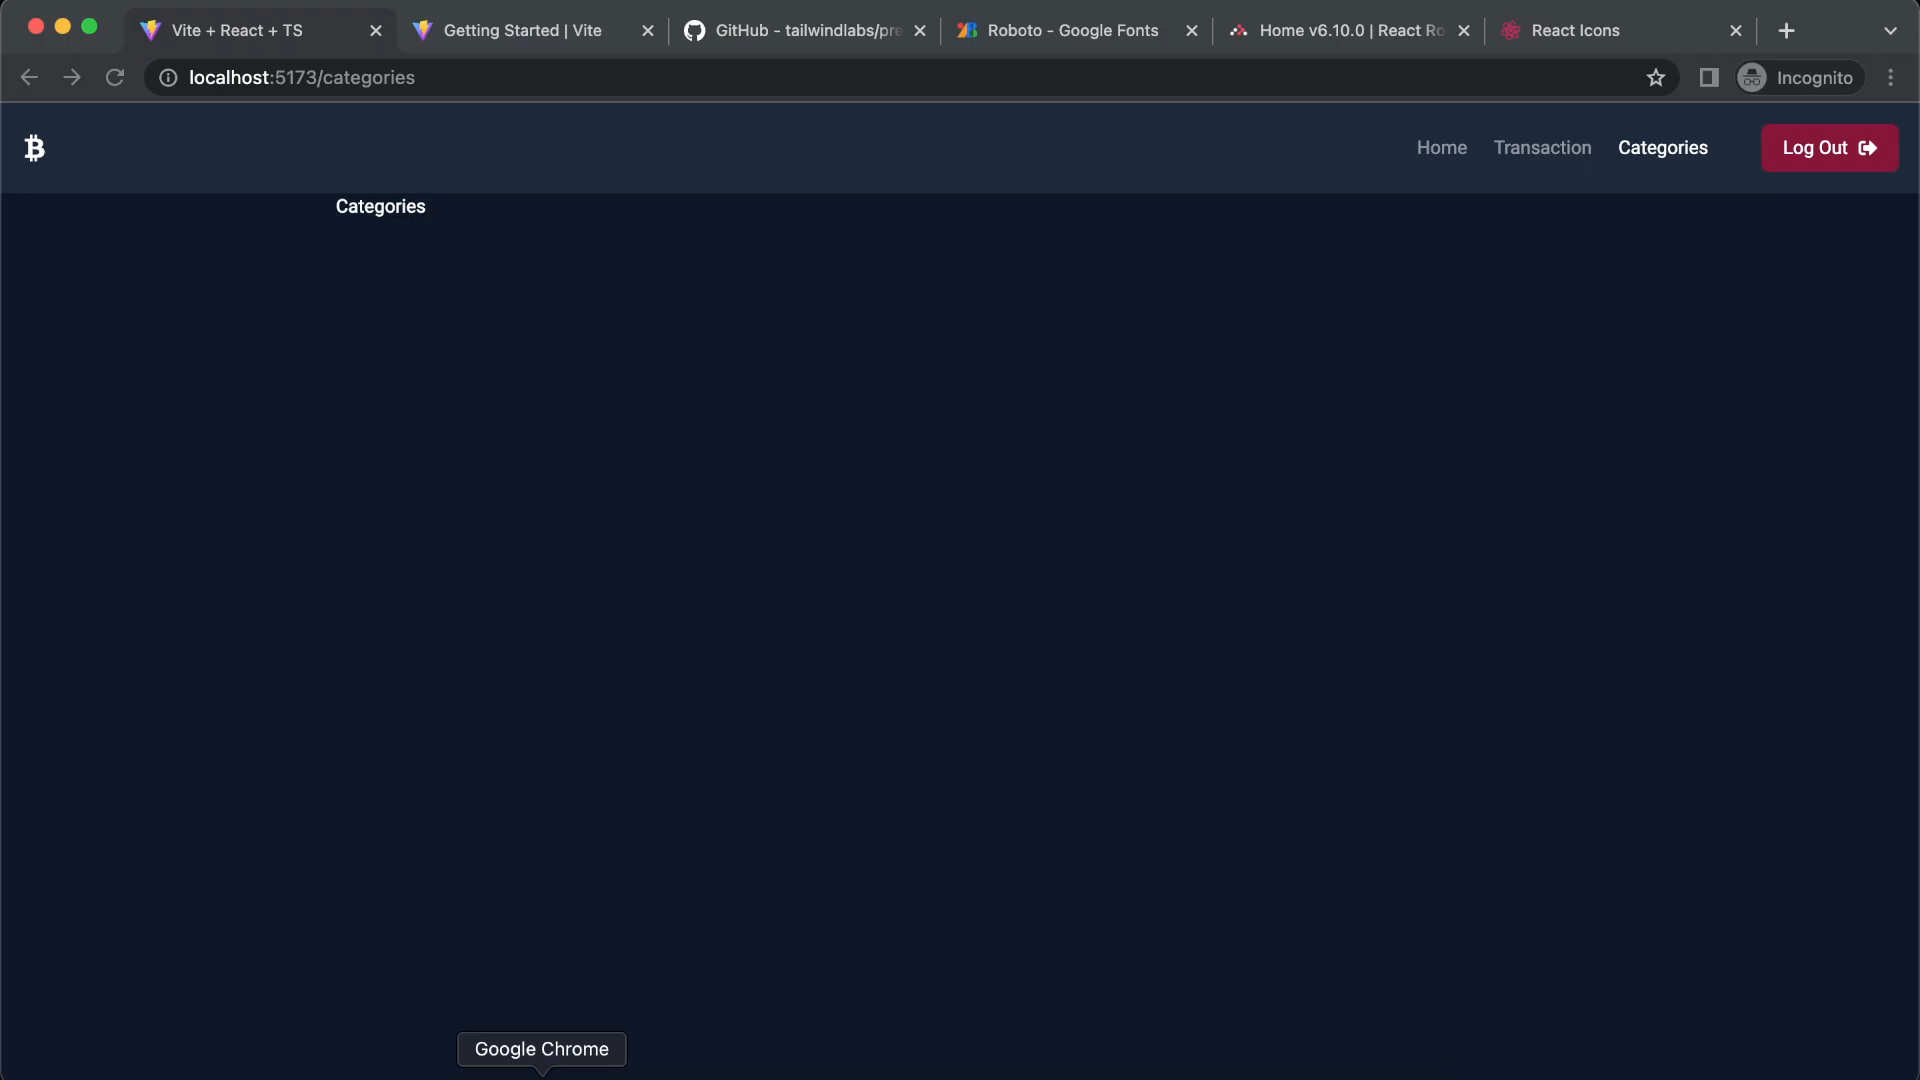 Vite + React + TS
Getting Started | Vite
GitHub - tailwindlabs/pre
Roboto - Google Fonts
Home v6.10.0 | React Ro
React Icons
localhost:5173/categories
Incognito
Home
Transaction
Categories
Log Out
Categories
Google Chrome